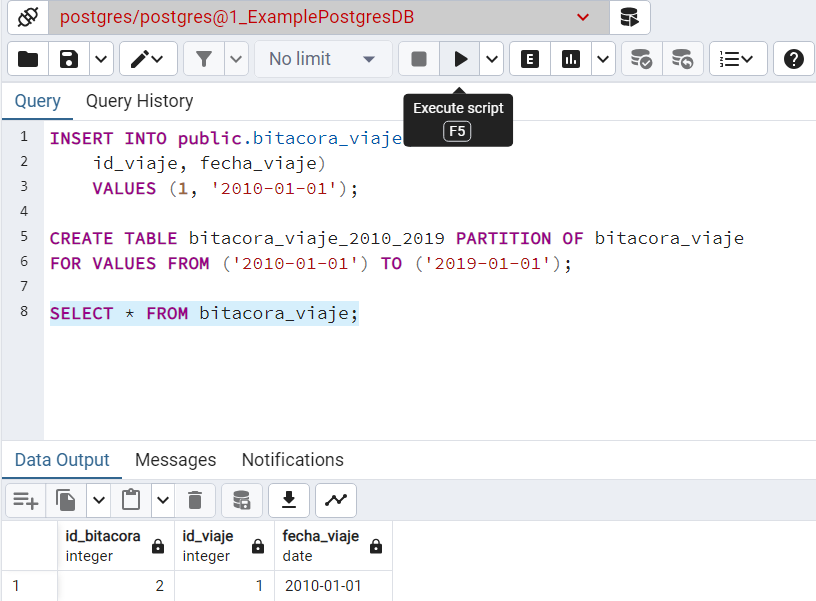 postgres/postgres@1_ExamplePostgresDB
No limit
E
Query Query History
Execute script
F5
1 INSERT INTO public.bitacora_viaje
2 id_viaje, fecha_viaje)
3 VALUES (1, '2010-01-01');
4
5 CREATE TABLE bitacora_viaje_2010_2019 PARTITION OF bitacora_viaje
6 FOR VALUES FROM ('2010-01-01') TO ('2019-01-01');
7
8 SELECT * FROM bitacora_viaje;
Data Output Messages Notifications
id_bitacora id_viaje fecha_viaje
integer integer date
1 2 1 2010-01-01